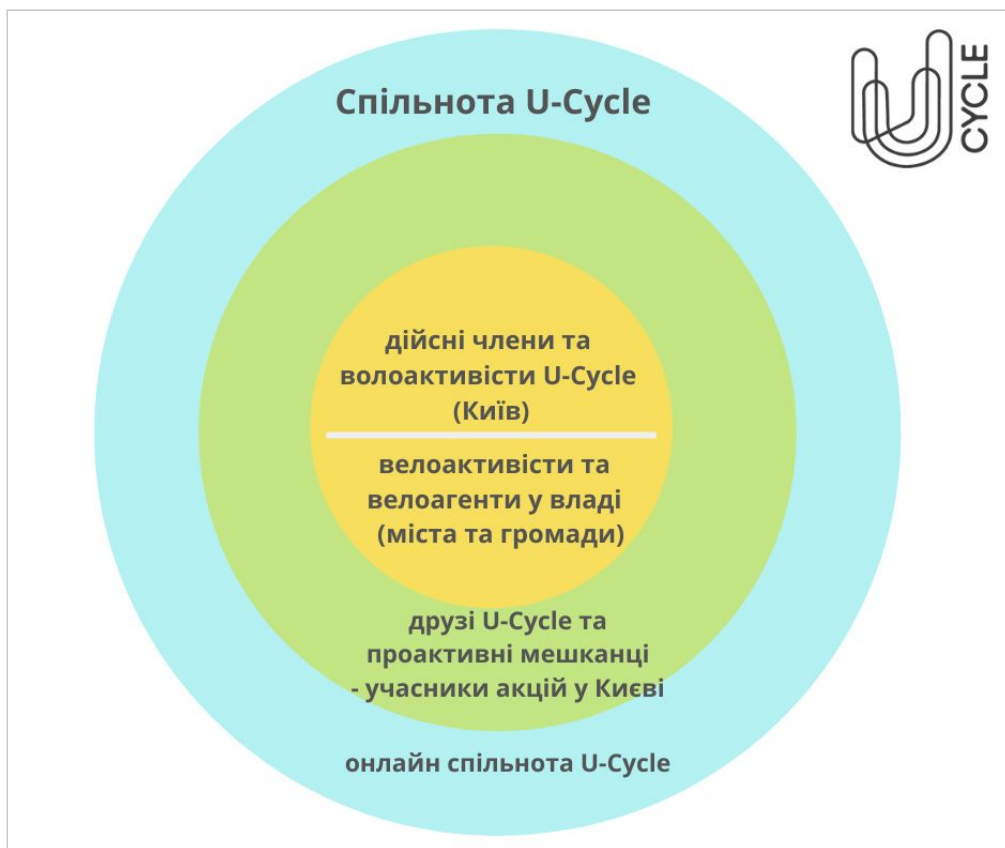 Спільнота U-Cycle
CYCLE
дійсні члени та
волоактивісти U-Cycle
(Київ)
велоактивісти та
велоагенти у владі
(міста та громади)
друзі U-Cycle та
проактивні мешканці
- учасники акцій у Києві
онлайн спільнота U-Cycle